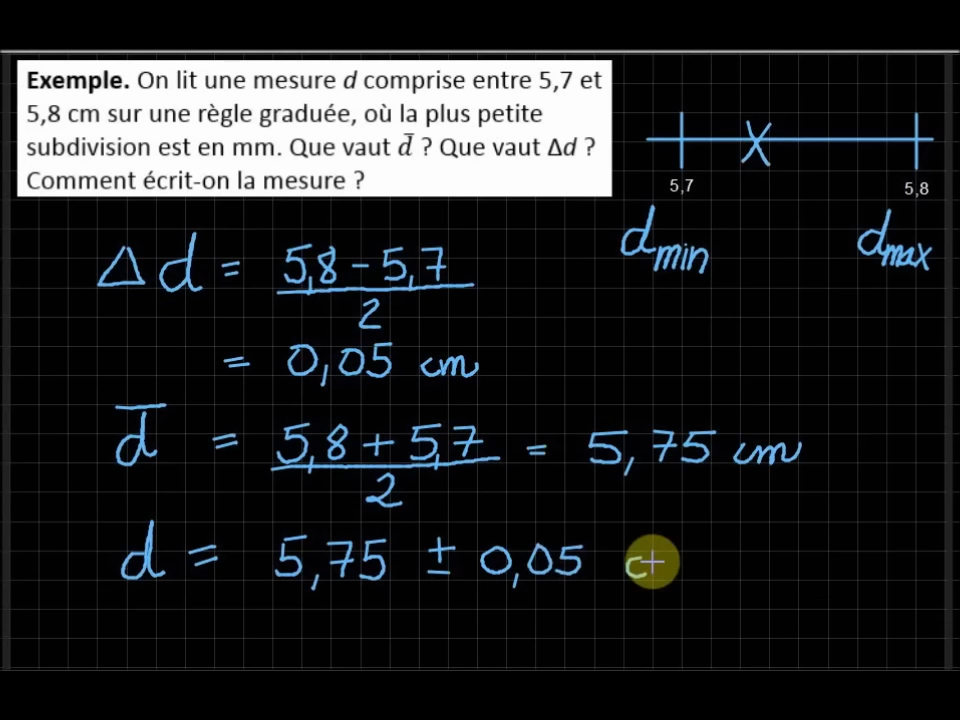 Exemple. On lit une mesure d comprise entre 5,7 et
5,8 cm sur une règle graduée, où la plus petite
subdivision est en mm. Que vaut d̄ ? Que vaut Δd ?
Comment écrit-on la mesure ?
5,7 5,8
d min d max
Δd = (5,8 - 5,7)/2
= 0,05 cm
d̄ = (5,8 + 5,7)/2 = 5,75 cm
d = 5,75 ± 0,05 c